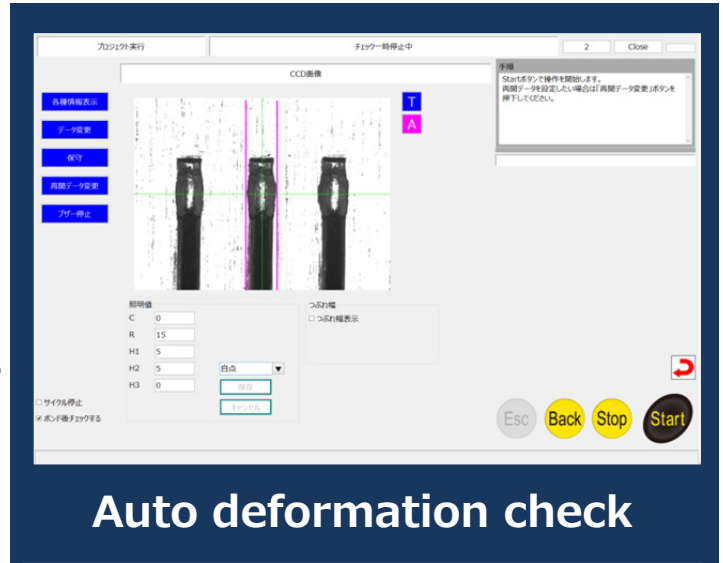 プロジェクト実行
チェック一時停止中
2
Close
CCD画像
手順
Startボタンで操作を開始します。
再開データを設定したい場合は「再開データ変更」ボタンを
押下してください。
各種情報表示
データ変更
保守
再開データ変更
ブザー停止
T
A
照明値
C 0
R 15
H1 5
H2 5
H3 0
白点
保存
キャンセル
つぶれ幅
つぶれ幅表示
サイクル停止
ボンド後チェックする
Esc
Back
Stop
Start
Auto deformation check